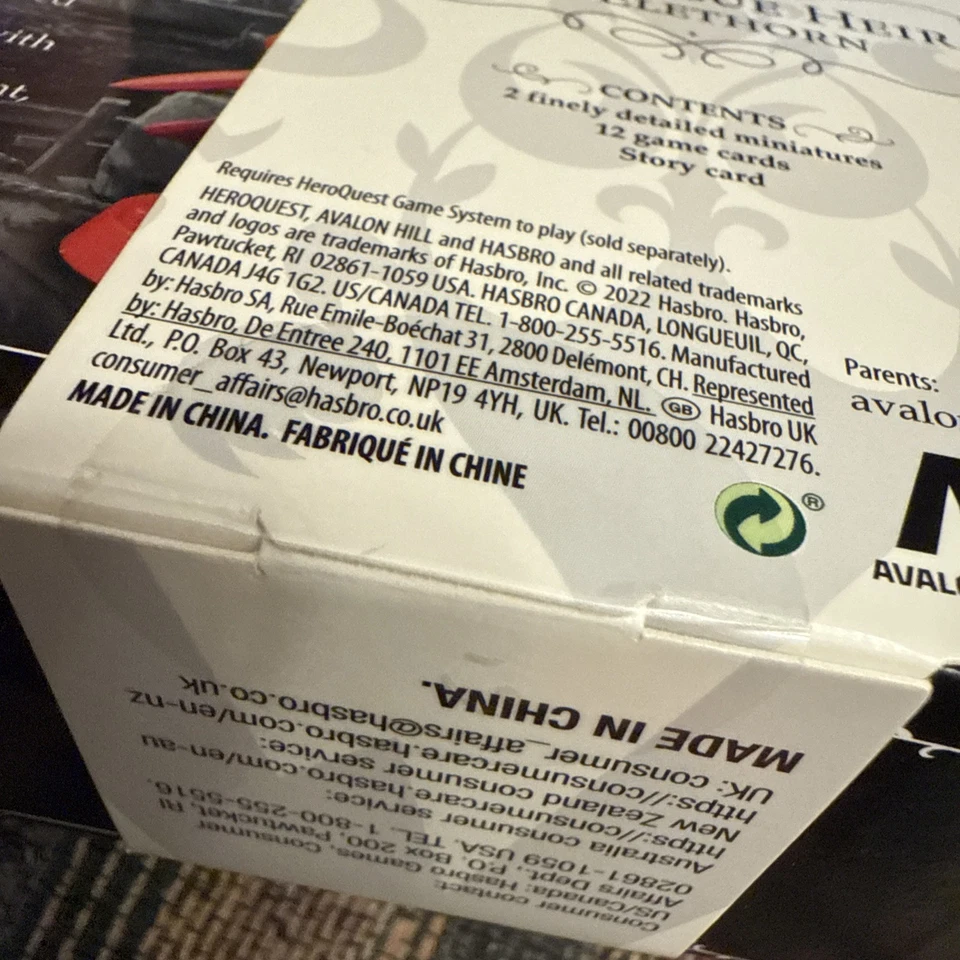 with
HEIR
CONTENTS
2 finely detailed miniatures
12 game cards
Story card
Requires HeroQuest Game System to play (sold separately).
HEROQUEST, AVALON HILL and HASBRO and all related trademarks
and logos are trademarks of Hasbro, Inc. © 2022 Hasbro. Hasbro,
Pawtucket, RI 02861-1059 USA. HASBRO CANADA, LONGUEUIL, QC,
CANADA J4G 1G2. US/CANADA TEL. 1-800-255-5516. Manufactured
by: Hasbro SA, Rue Emile-Boéchat 31, 2800 Delémont, CH. Represented
by: Hasbro, De Entree 240, 1101 EE Amsterdam, NL. GB Hasbro UK
Ltd., P.O. Box 43, Newport, NP19 4YH, UK. Tel.: 00800 22427276.
consumer_affairs@hasbro.co.uk
MADE IN CHINA. FABRIQUÉ IN CHINE
®
Parents:
Consumer contact:
US/Canada: Hasbro Games, Consumer
Affairs Dept., P.O. Box 200, Pawtucket, RI
02861-1059 USA. TEL. 1-800-255-5516.
Australia consumer service:
https://consumercare.hasbro.com/en-au
New Zealand consumer service:
https://consumercare.hasbro.com/en-nz
UK: consumer_affairs@hasbro.co.uk
MADE IN CHINA.